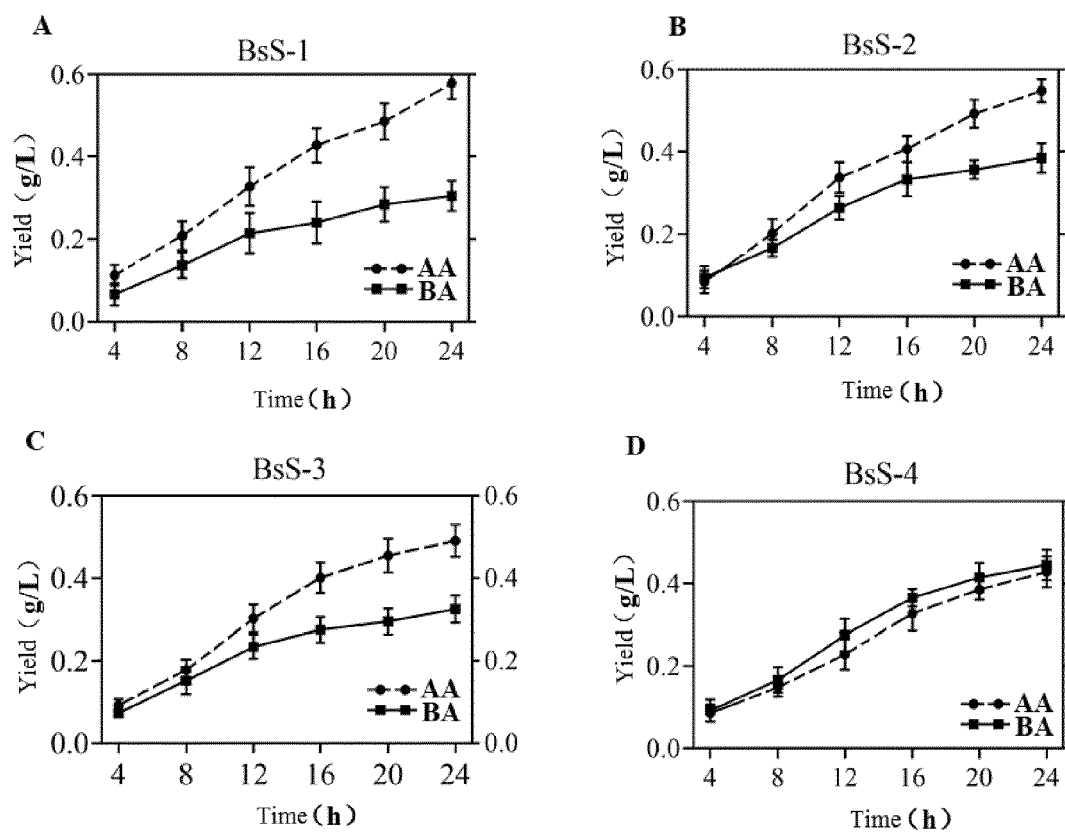 A
BsS-1
0.6
0.4
0.2
0.0
Yield（g/L）
AA
BA
4 8 12 16 20 24
Time（h）
B
BsS-2
0.6
0.4
0.2
0.0
Yield（g/L）
AA
BA
4 8 12 16 20 24
Time（h）
C
BsS-3
0.6 0.6
0.4 0.4
0.2 0.2
0.0 0.0
Yield（g/L）
AA
BA
4 8 12 16 20 24
Time（h）
D
BsS-4
0.6
0.4
0.2
0.0
Yield（g/L）
AA
BA
4 8 12 16 20 24
Time（h）